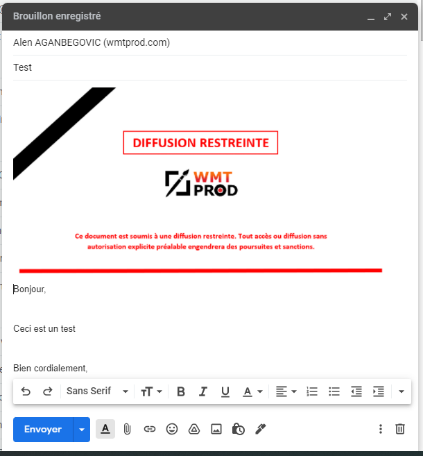 Brouillon enregistré
Alen AGANBEGOVIC (wmtprod.com)
Test
DIFFUSION RESTREINTE
WMT
PROD
Ce document est soumis à une diffusion restreinte. Tout accès ou diffusion sans
autorisation explicite préalable engendrera des poursuites et sanctions.
Bonjour,
Ceci est un test
Bien cordialement,
Sans Serif
B I U A
Envoyer A